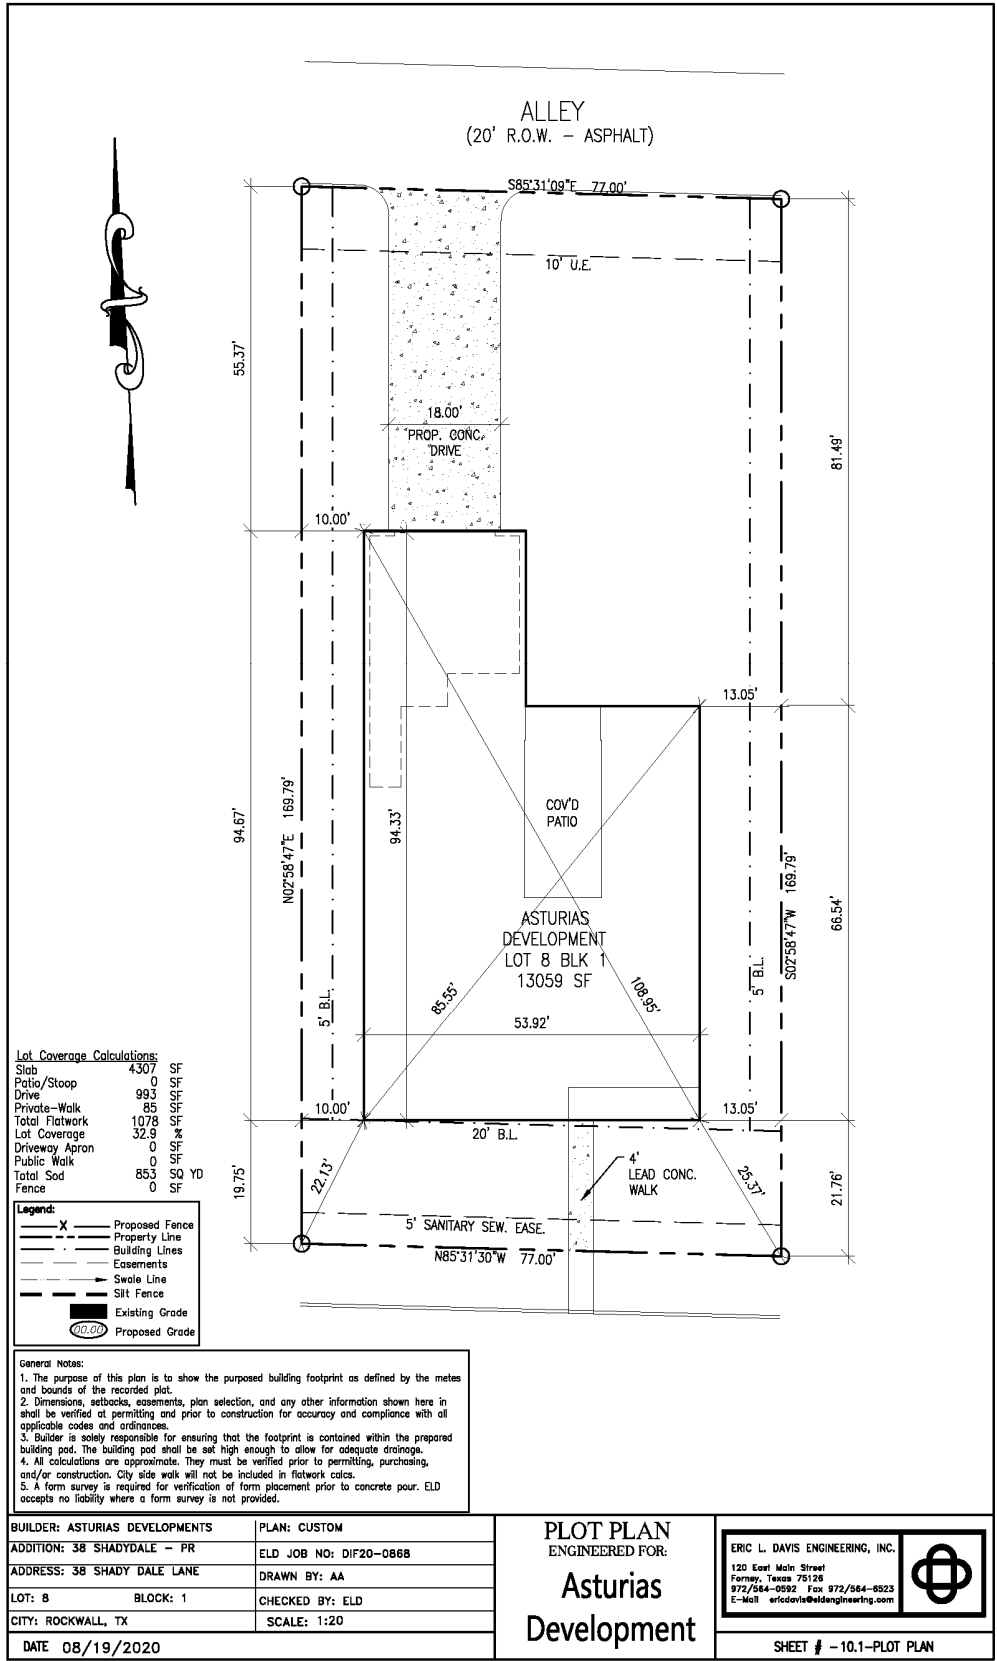 ALLEY
(20' R.O.W. - ASPHALT)
S85°31'09"E 77.00'
10' U.E.
55.37'
18.00'
PROP. CONC.
DRIVE
81.49'
10.00'
13.05'
94.67'
N02°58'47"E 169.79'
94.33'
COV'D
PATIO
S02°58'47"W 169.79'
66.54'
ASTURIAS
DEVELOPMENT
LOT 8 BLK 1
13059 SF
85.55'
108.95'
53.92'
5' B.L.
5' B.L.
10.00'
13.05'
20' B.L.
19.75'
22.13'
4'
LEAD CONC.
WALK
25.37'
21.76'
5' SANITARY SEW. EASE.
N85°31'30"W 77.00'
Lot Coverage Calculations:
Slab 4307 SF
Patio/Stoop 0 SF
Drive 993 SF
Private-Walk 85 SF
Total Flatwork 1078 SF
Lot Coverage 32.9 %
Driveway Apron 0 SF
Public Walk 0 SF
Total Sod 853 SQ YD
Fence 0 SF
Legend:
X Proposed Fence
Property Line
Building Lines
Easements
Swale Line
Silt Fence
Existing Grade
00.00 Proposed Grade
General Notes:
1. The purpose of this plan is to show the purposed building footprint as defined by the metes
and bounds of the recorded plat.
2. Dimensions, setbacks, easements, plan selection, and any other information shown here in
shall be verified at permitting and prior to construction for accuracy and compliance with all
applicable codes and ordinances.
3. Builder is solely responsible for ensuring that the footprint is contained within the prepared
building pad. The building pad shall be set high enough to allow for adequate drainage.
4. All calculations are approximate. They must be verified prior to permitting, purchasing,
and/or construction. City side walk will not be included in flatwork calcs.
5. A form survey is required for verification of form placement prior to concrete pour. ELD
accepts no liability where a form survey is not provided.
BUILDER: ASTURIAS DEVELOPMENTS
ADDITION: 38 SHADYDALE - PR
ADDRESS: 38 SHADY DALE LANE
LOT: 8 BLOCK: 1
CITY: ROCKWALL, TX
DATE 08/19/2020
PLAN: CUSTOM
ELD JOB NO: DIF20-0868
DRAWN BY: AA
CHECKED BY: ELD
SCALE: 1:20
PLOT PLAN
ENGINEERED FOR:
Asturias
Development
ERIC L. DAVIS ENGINEERING, INC.
120 East Main Street
Forney, Texas 75126
972/564-0592 Fax 972/564-6523
E-Mail ericdavis@eldengineering.com
SHEET # -10.1-PLOT PLAN